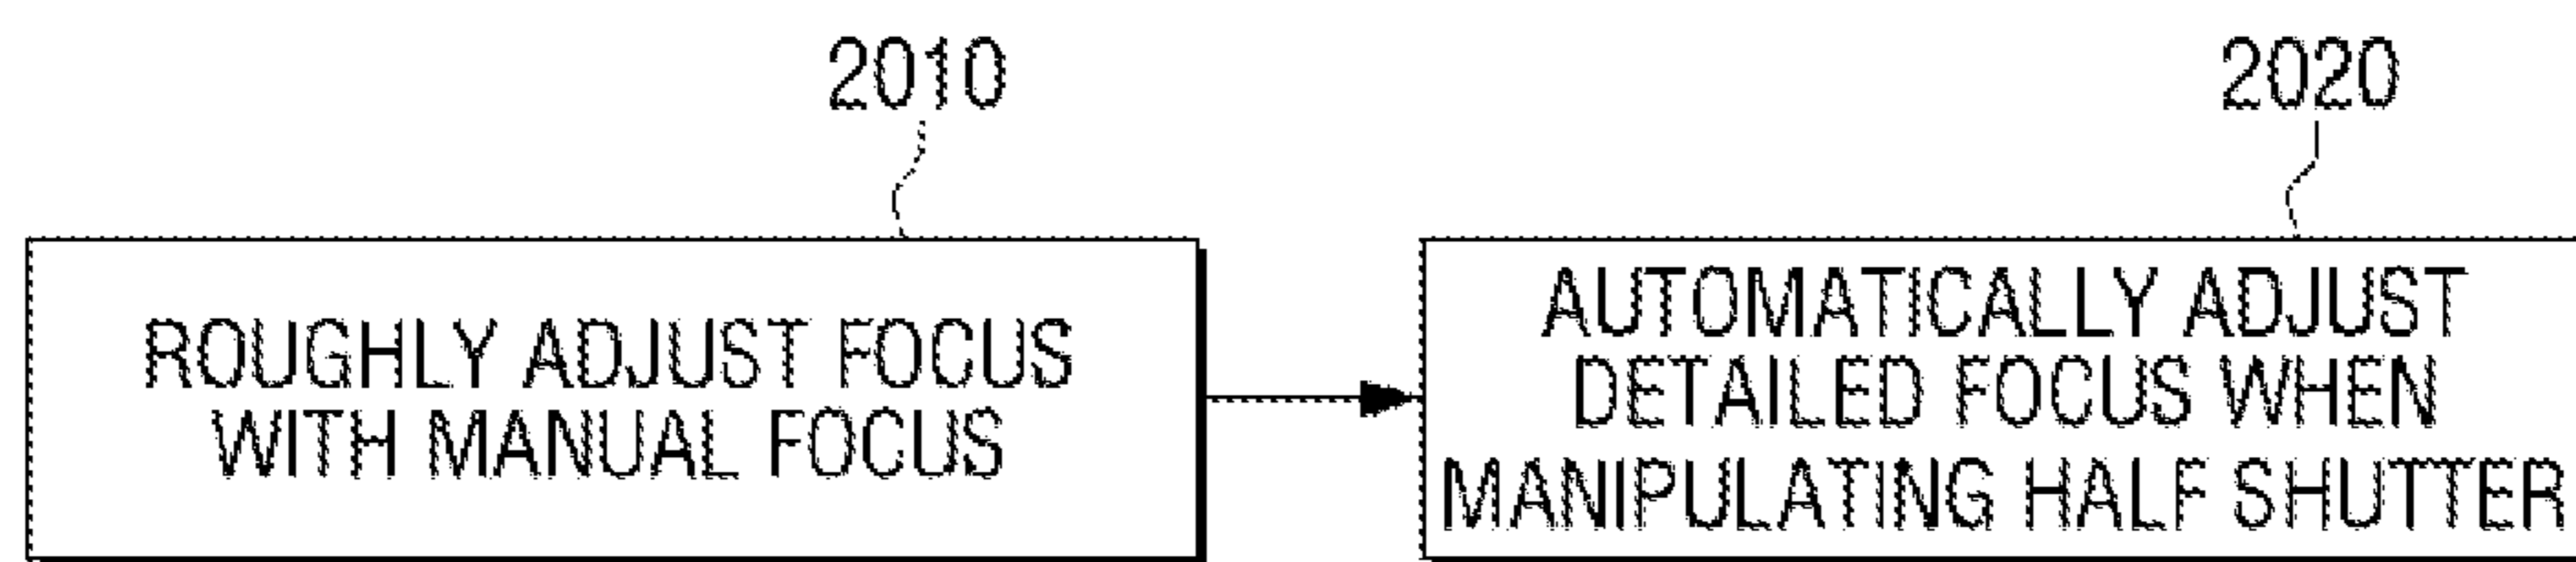 2010
ROUGHLY ADJUST FOCUS
WITH MANUAL FOCUS
2020
AUTOMATICALLY ADJUST
DETAILED FOCUS WHEN
MANIPULATING HALF SHUTTER